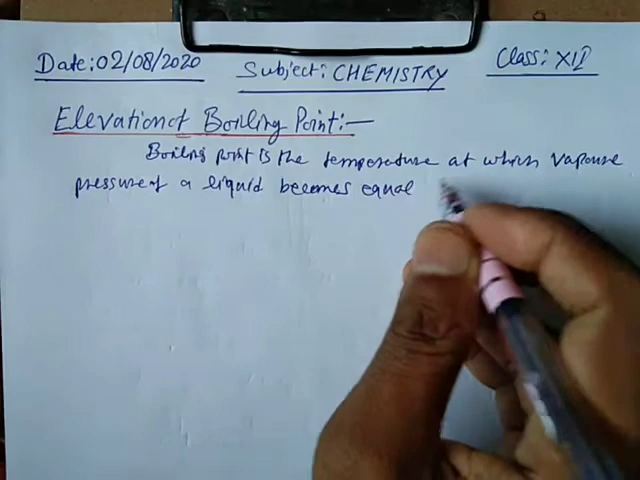 Date: 02/08/2020 Subject: CHEMISTRY Class: XII
Elevation of Boiling Point:-
Boiling point is the temperature at which vapoure
pressure of a liquid becomes equal